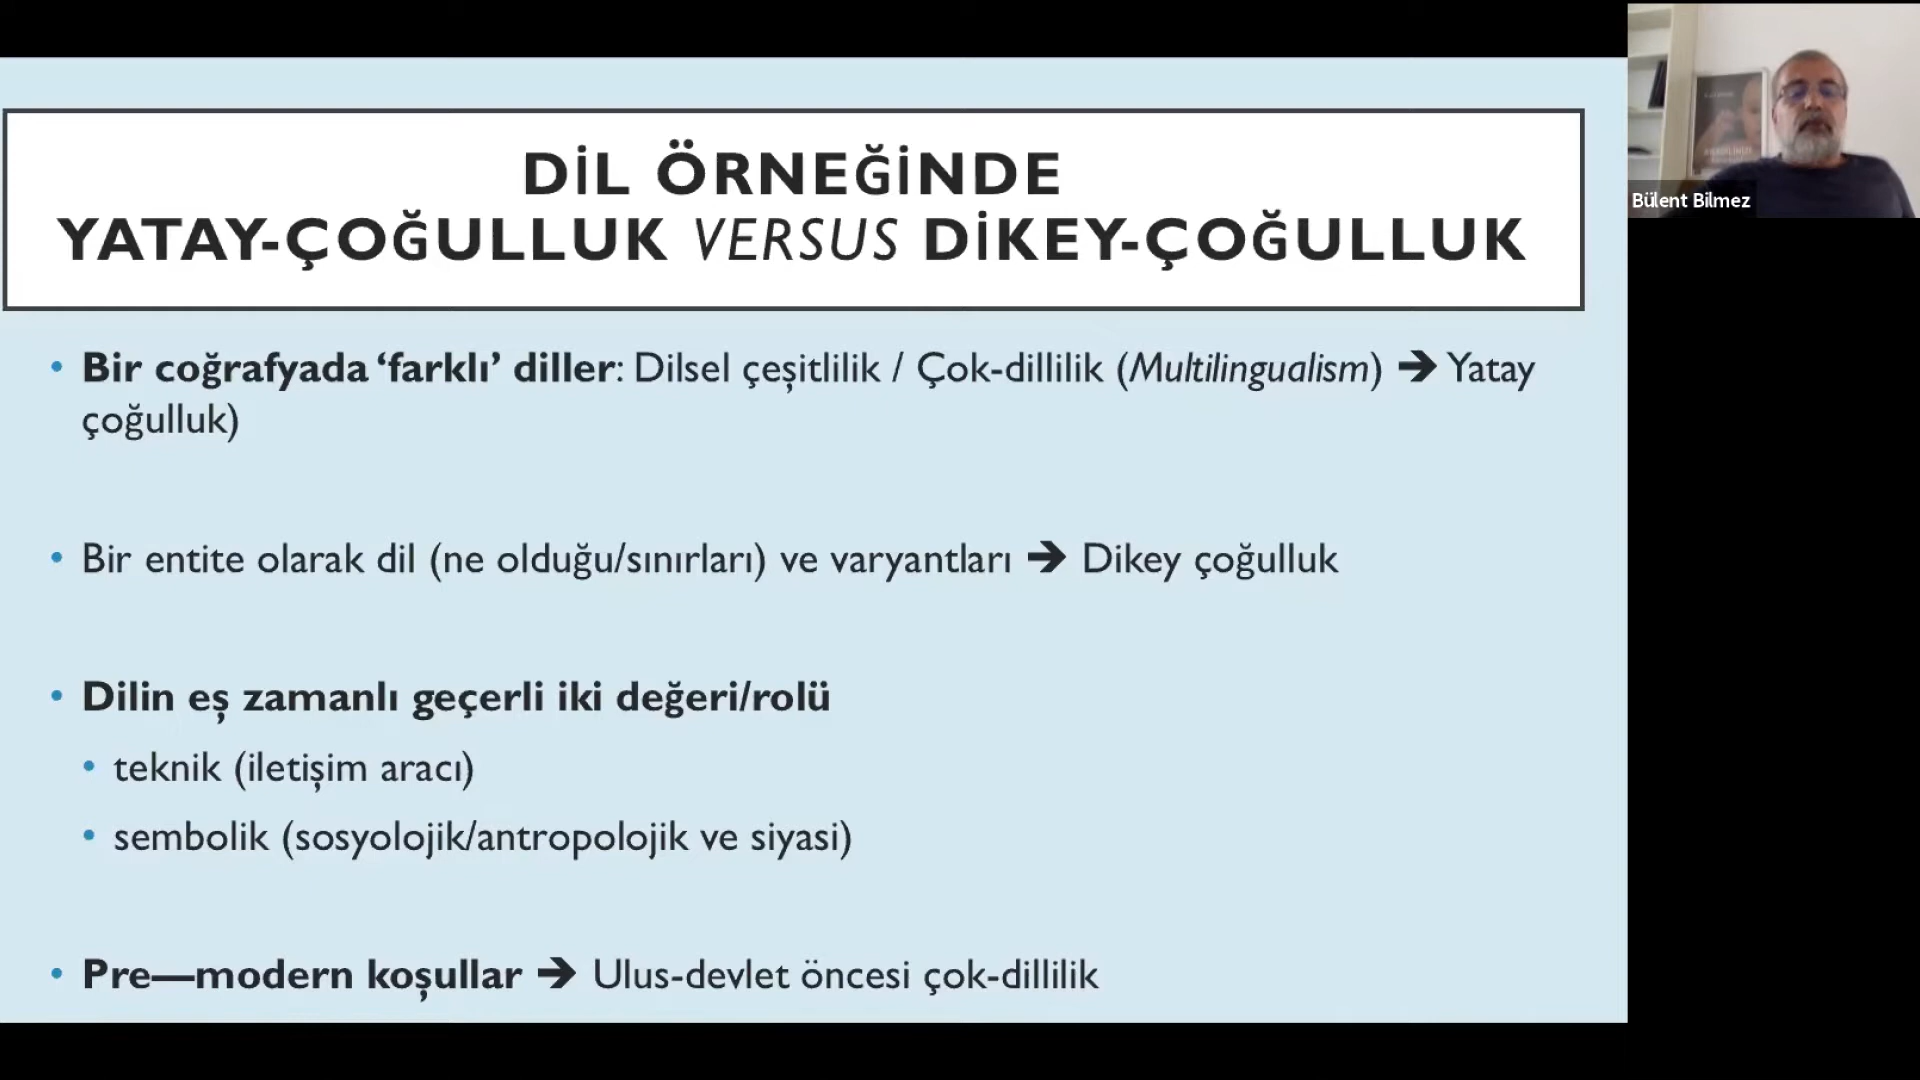 DİL ÖRNEĞİNDE
YATAY-ÇOĞULLUK VERSUS DİKEY-ÇOĞULLUK
• Bir coğrafyada ‘farklı’ diller: Dilsel çeşitlilik / Çok-dillilik (Multilingualism) ➔ Yatay
çoğulluk)
• Bir entite olarak dil (ne olduğu/sınırları) ve varyantları ➔ Dikey çoğulluk
• Dilin eş zamanlı geçerli iki değeri/rolü
• teknik (iletişim aracı)
• sembolik (sosyolojik/antropolojik ve siyasi)
• Pre—modern koşullar ➔ Ulus-devlet öncesi çok-dillilik
Bülent Bilmez